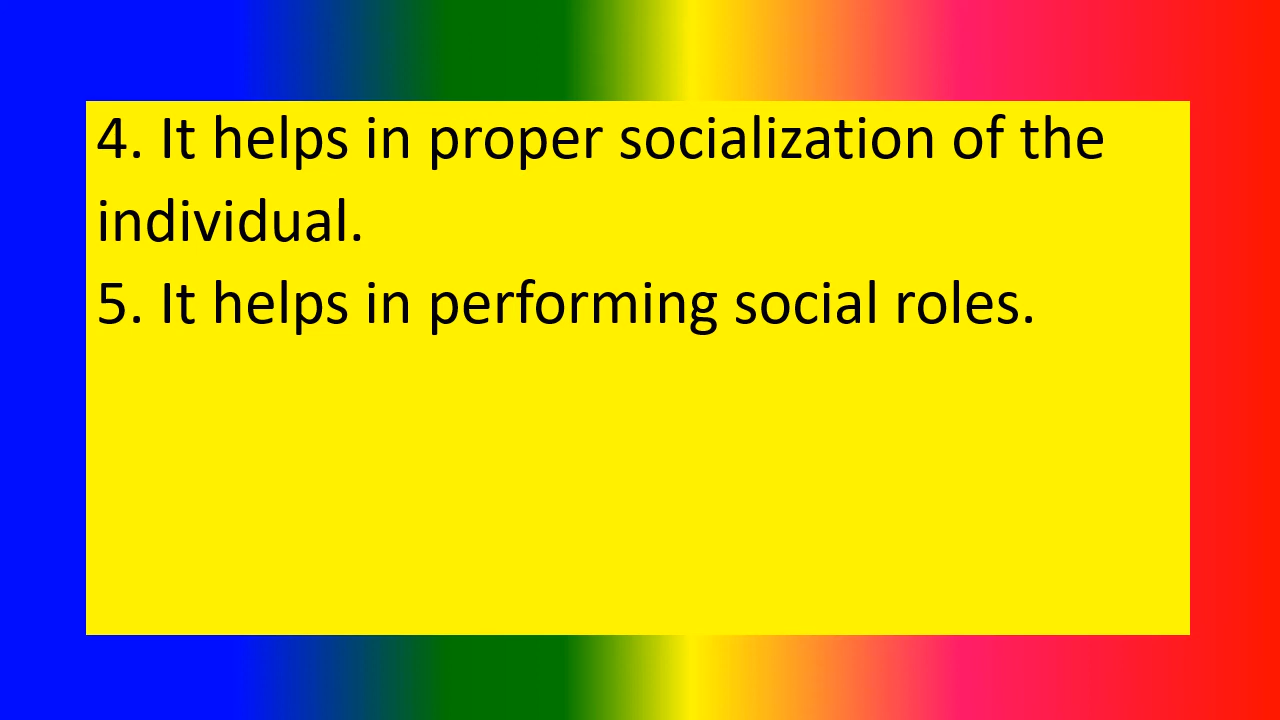 4. It helps in proper socialization of the
individual.
5. It helps in performing social roles.